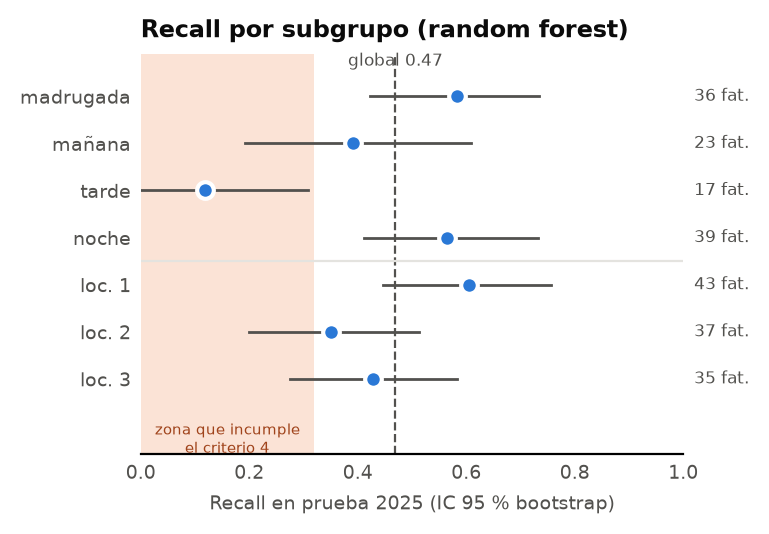 Recall por subgrupo (random forest)
global 0.47
madrugada 36 fat.
mañana 23 fat.
tarde 17 fat.
noche 39 fat.
loc. 1 43 fat.
loc. 2 37 fat.
loc. 3 35 fat.
zona que incumple
el criterio 4
0.0 0.2 0.4 0.6 0.8 1.0
Recall en prueba 2025 (IC 95 % bootstrap)